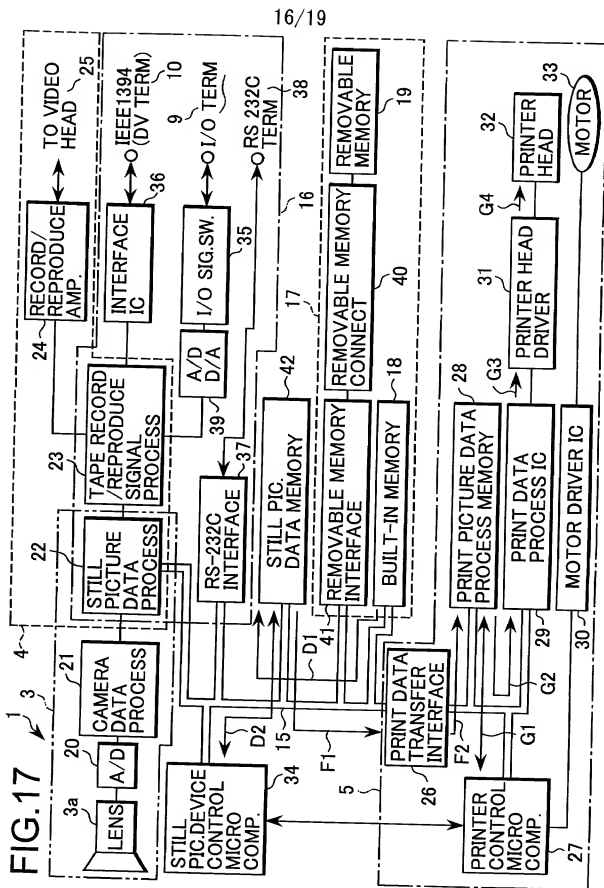 16/19
FIG.17
1
3
4
3a
LENS
20
A/D
21
CAMERA
DATA
PROCESS
22
STILL
PICTURE
DATA
PROCESS
23
TAPE RECORD
/REPRODUCE
SIGNAL
PROCESS
24
RECORD/
REPRODUCE
AMP.
TO VIDEO
HEAD
25
INTERFACE
IC
36
IEEE1394
(DV TERM)
10
A/D
D/A
39
I/O SIG.SW.
35
I/O TERM
9
RS 232C
TERM
38
16
RS-232C
INTERFACE
37
STILL PIC.
DATA MEMORY
42
17
REMOVABLE MEMORY
INTERFACE
41
REMOVABLE MEMORY
CONNECT
40
REMOVABLE
MEMORY
19
BUILT-IN MEMORY
18
D1
D2
15
F1
STILL
PIC.DEVICE
CONTROL
MICRO
COMP.
34
5
PRINT DATA
TRANSFER
INTERFACE
26
F2
G1
G2
PRINTER
CONTROL
MICRO
COMP.
27
PRINT PICTURE DATA
PROCESS MEMORY
28
PRINT DATA
PROCESS IC
29
MOTOR DRIVER IC
30
G3
PRINTER HEAD
DRIVER
31
G4
PRINTER
HEAD
32
MOTOR
33